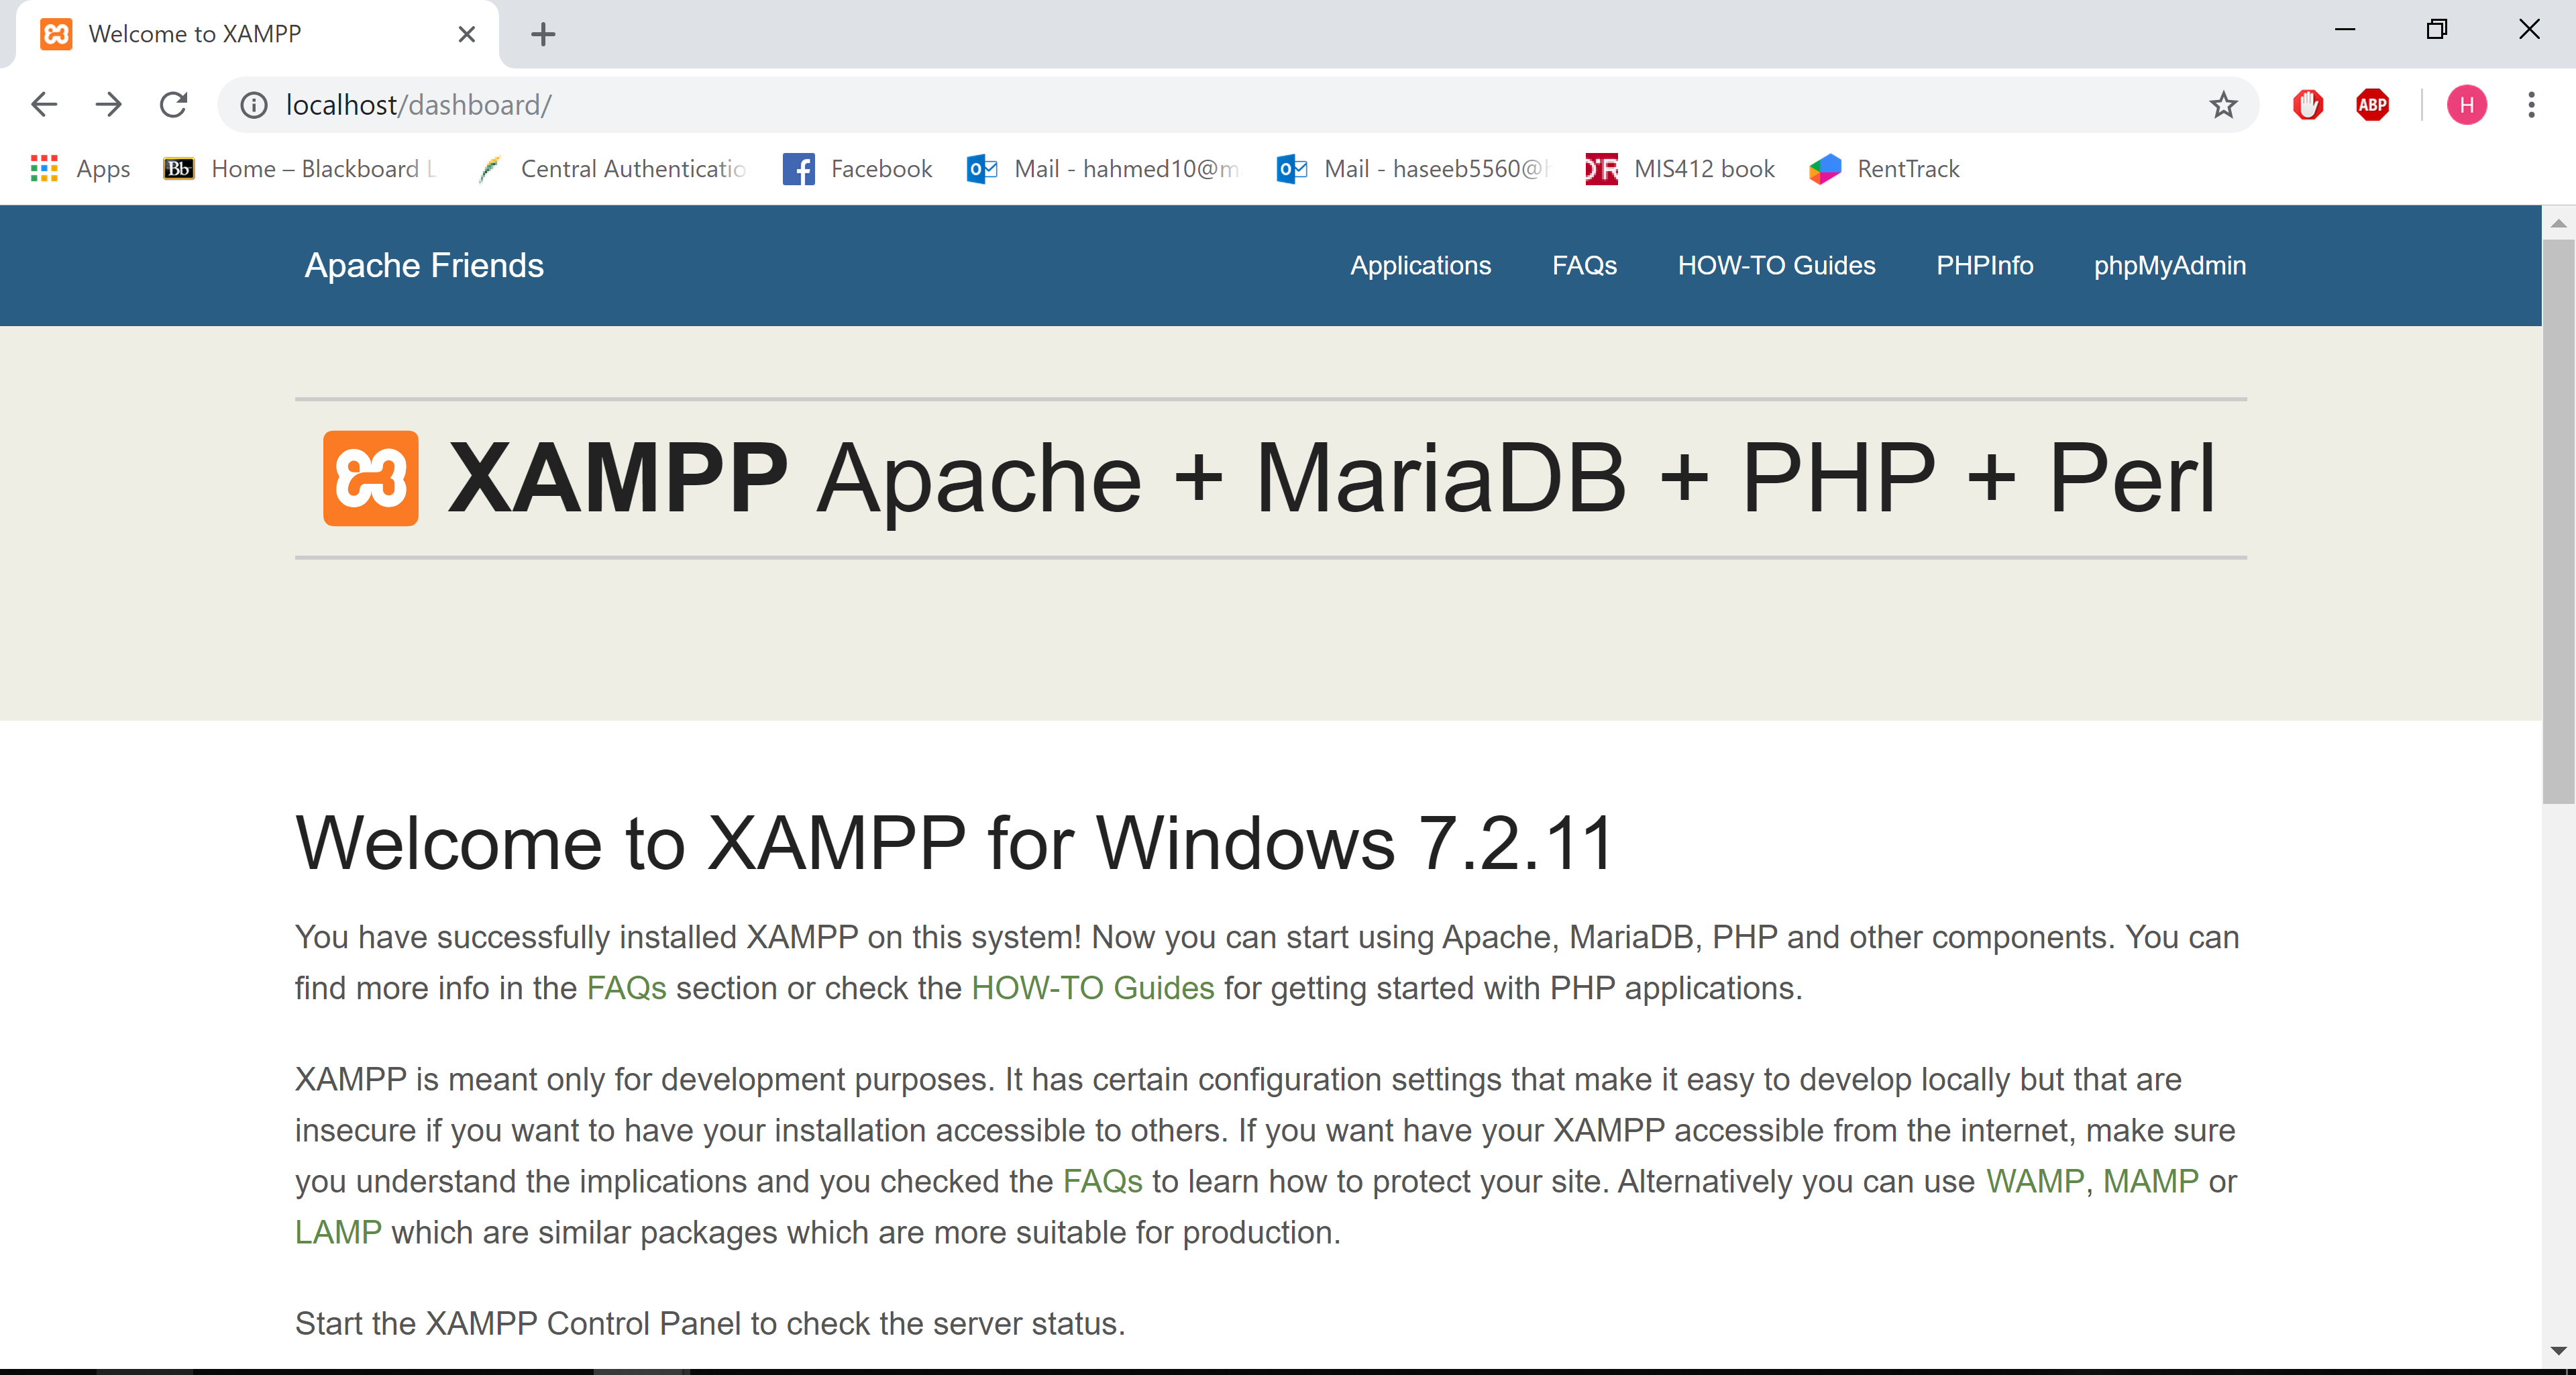 Welcome to XAMPP
localhost/dashboard/
ABP
H
Apps
Bb
Home – Blackboard L
Central Authenticatio
Facebook
Mail - hahmed10@m
Mail - haseeb5560@h
MIS412 book
RentTrack
Apache Friends
Applications
FAQs
HOW-TO Guides
PHPInfo
phpMyAdmin
XAMPP Apache + MariaDB + PHP + Perl
Welcome to XAMPP for Windows 7.2.11
You have successfully installed XAMPP on this system! Now you can start using Apache, MariaDB, PHP and other components. You can
find more info in the FAQs section or check the HOW-TO Guides for getting started with PHP applications.
XAMPP is meant only for development purposes. It has certain configuration settings that make it easy to develop locally but that are
insecure if you want to have your installation accessible to others. If you want have your XAMPP accessible from the internet, make sure
you understand the implications and you checked the FAQs to learn how to protect your site. Alternatively you can use WAMP, MAMP or
LAMP which are similar packages which are more suitable for production.
Start the XAMPP Control Panel to check the server status.